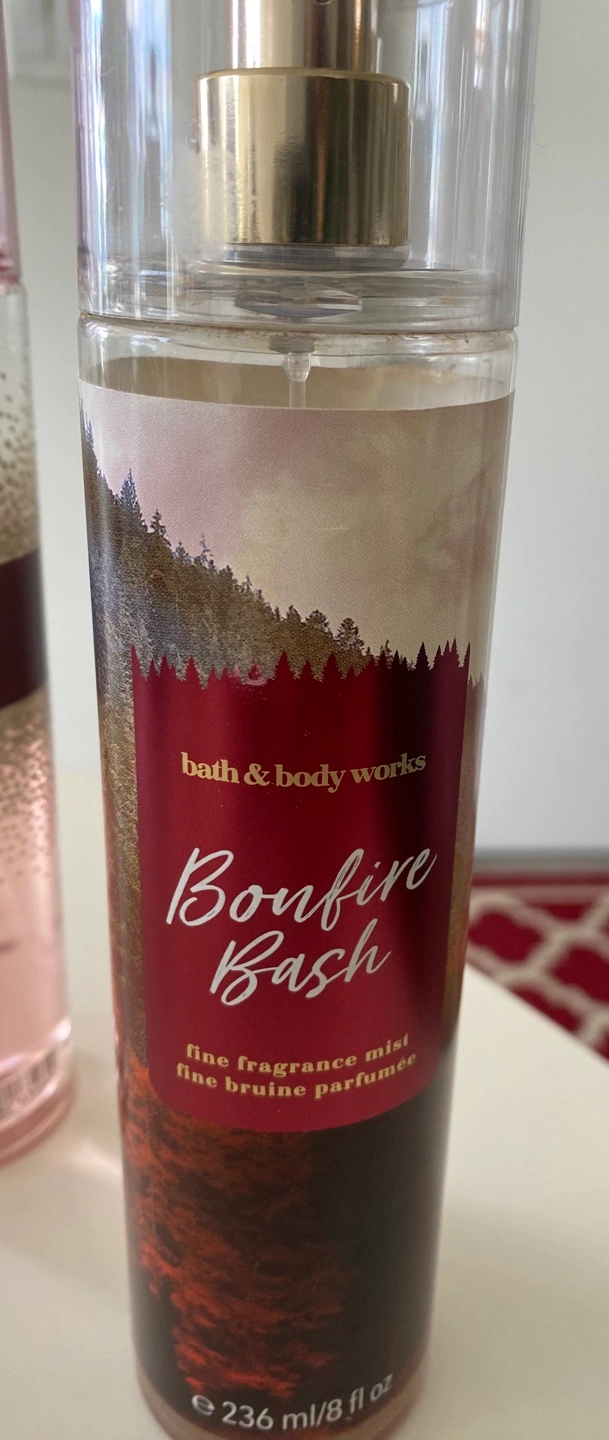 bath & body works
Bonfire
Bash
fine fragrance mist
fine bruine parfumée
℮ 236 ml/8 fl oz